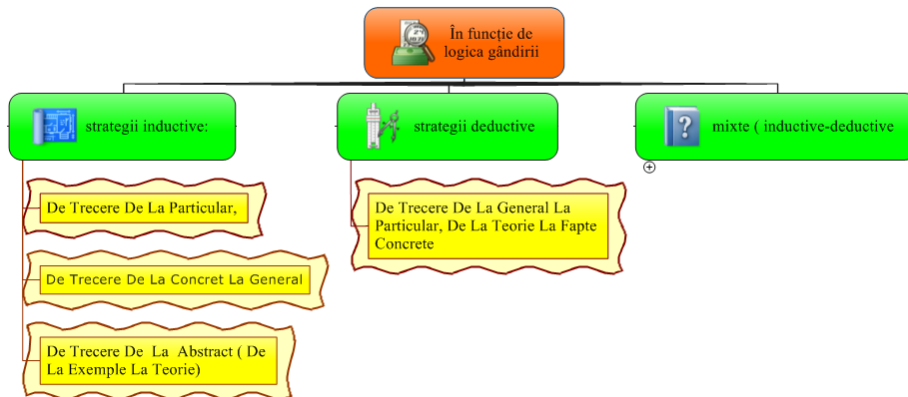 În funcție de
logica gândirii
strategii inductive:
strategii deductive
mixte ( inductive-deductive
De Trecere De La Particular,
De Trecere De La Concret La General
De Trecere De La Abstract ( De
La Exemple La Teorie)
De Trecere De La General La
Particular, De La Teorie La Fapte
Concrete